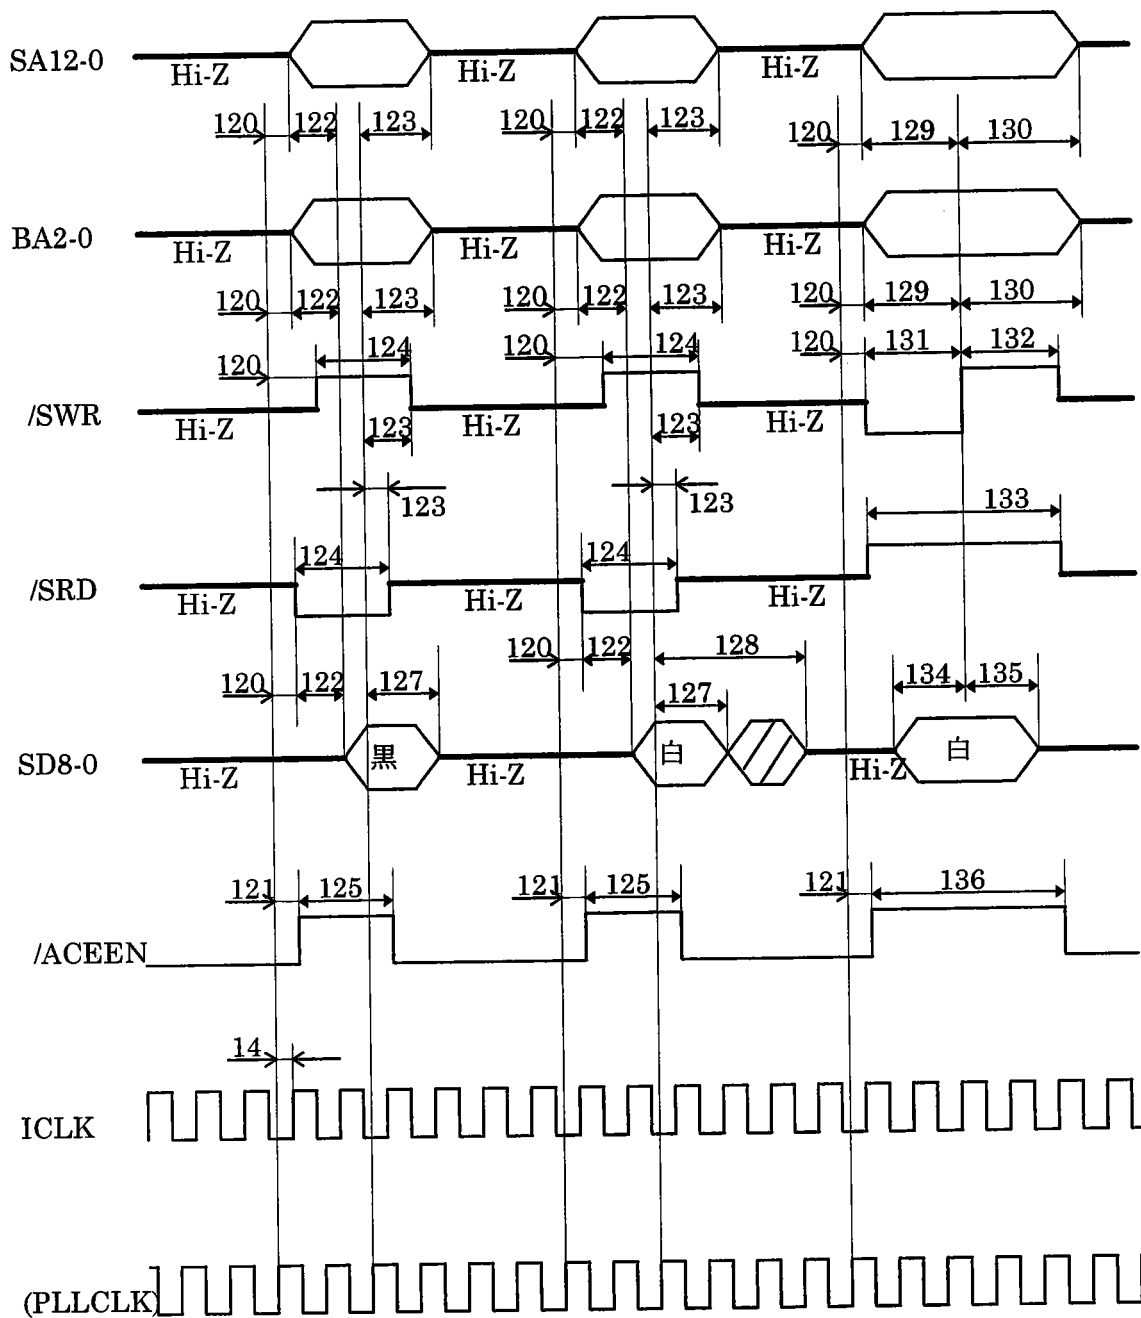 SA12-0
Hi-Z Hi-Z Hi-Z
120 122 123 120 122 123 120 129 130
BA2-0
Hi-Z Hi-Z Hi-Z
120 122 123 120 122 123 120 129 130
120 124 120 124 120 131 132
/SWR
Hi-Z Hi-Z Hi-Z
123 123
123 123
133
124 124
/SRD
Hi-Z Hi-Z Hi-Z
120 122 128
120 122 127 127 134 135
SD8-0
黒 白 白
Hi-Z Hi-Z Hi-Z
121 125 121 125 121 136
/ACEEN
14
ICLK
(PLLCLK)